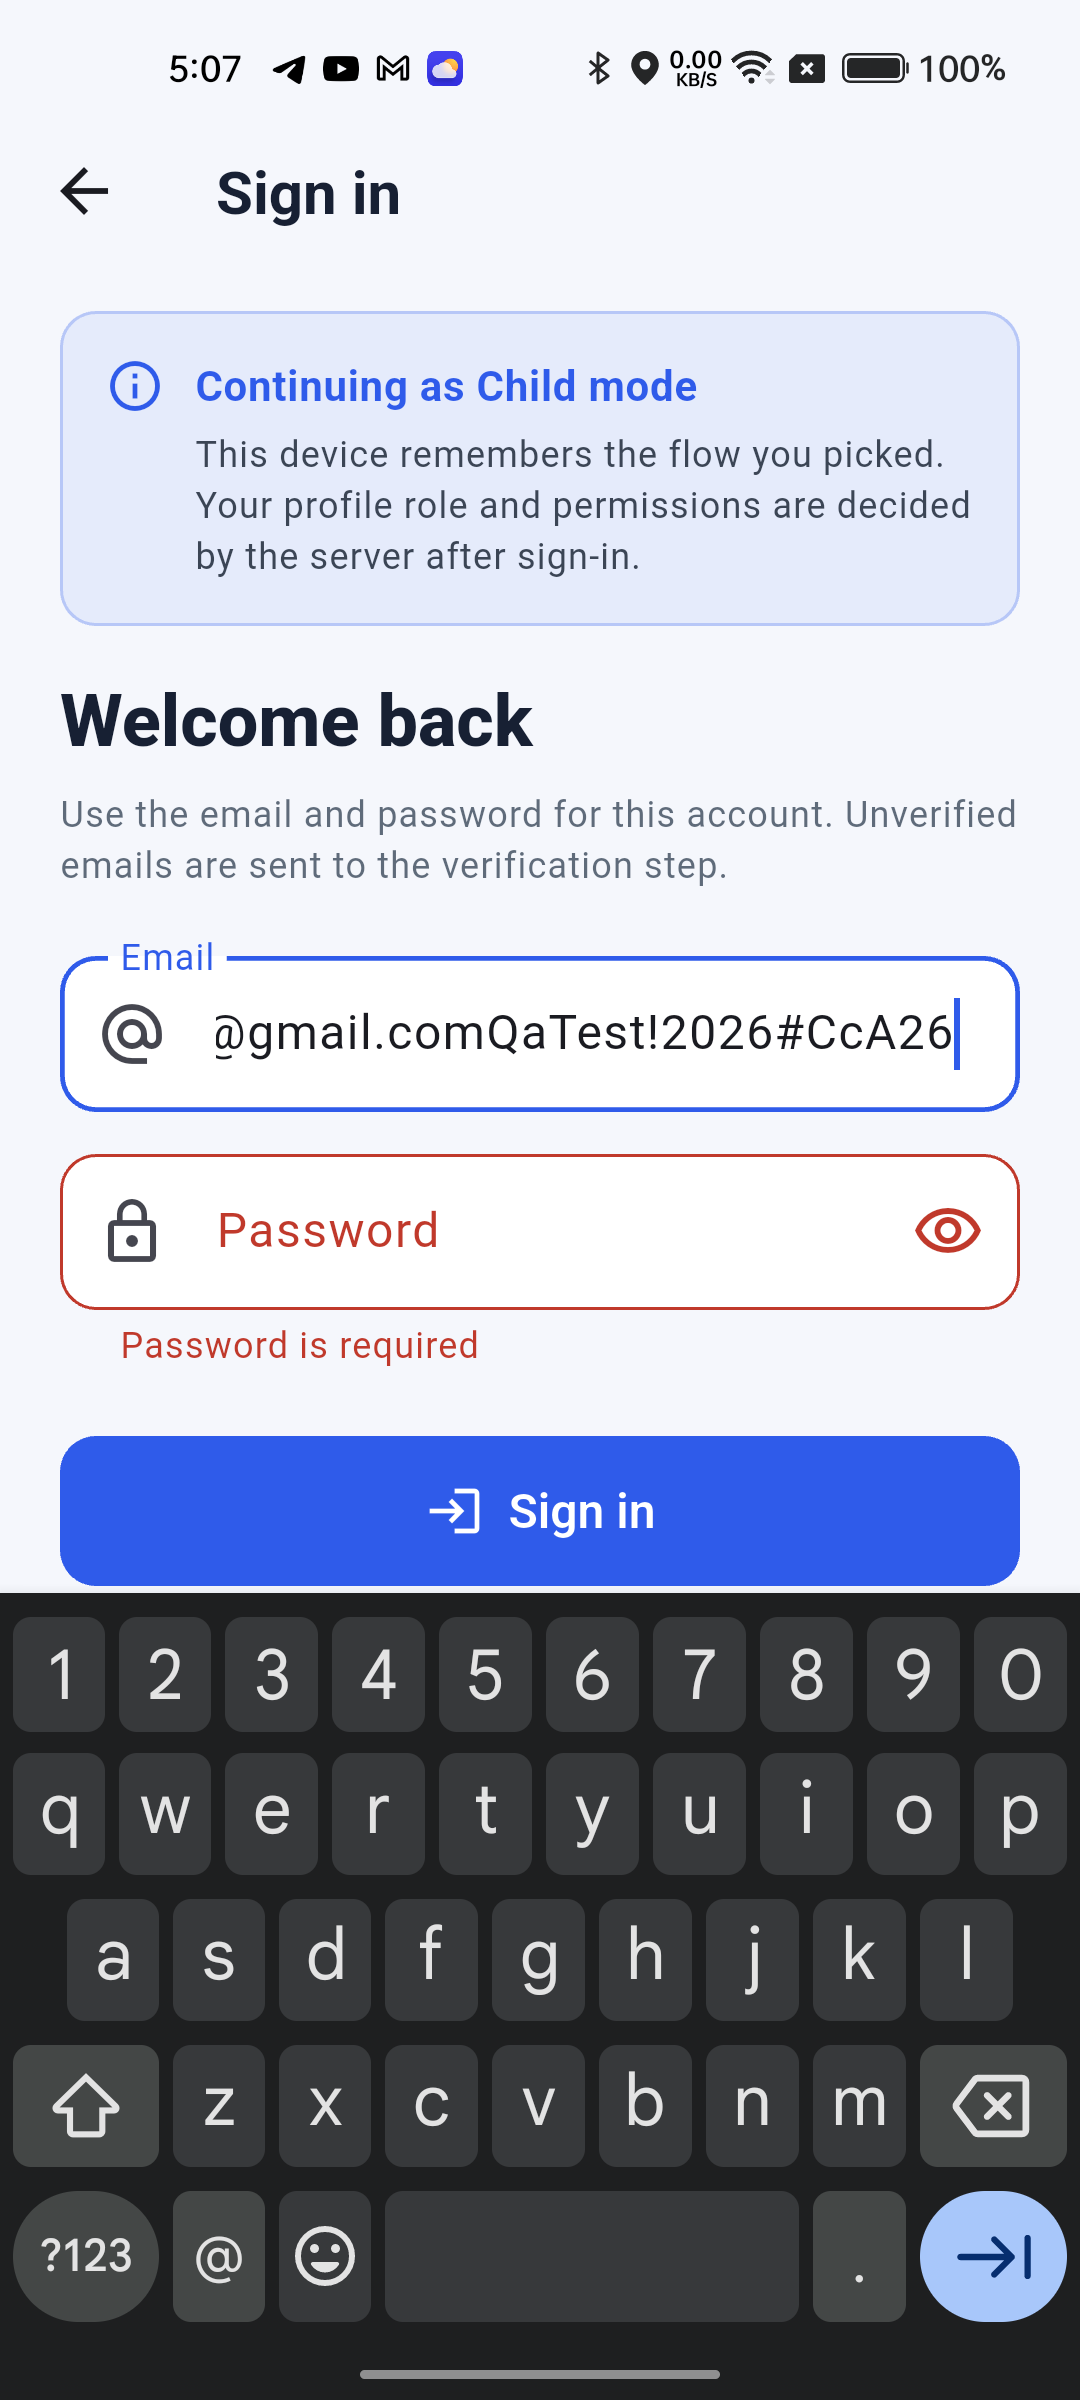 5:07
0.00
KB/S
100%
Sign in
Continuing as Child mode
This device remembers the flow you picked.
Your profile role and permissions are decided
by the server after sign-in.
Welcome back
Use the email and password for this account. Unverified
emails are sent to the verification step.
Email
@gmail.comQaTest!2026#CcA26
Password
Password is required
Sign in
1 2 3 4 5 6 7 8 9 0
q w e r t y u i o p
a s d f g h j k l
z x c v b n m
?123 @ .